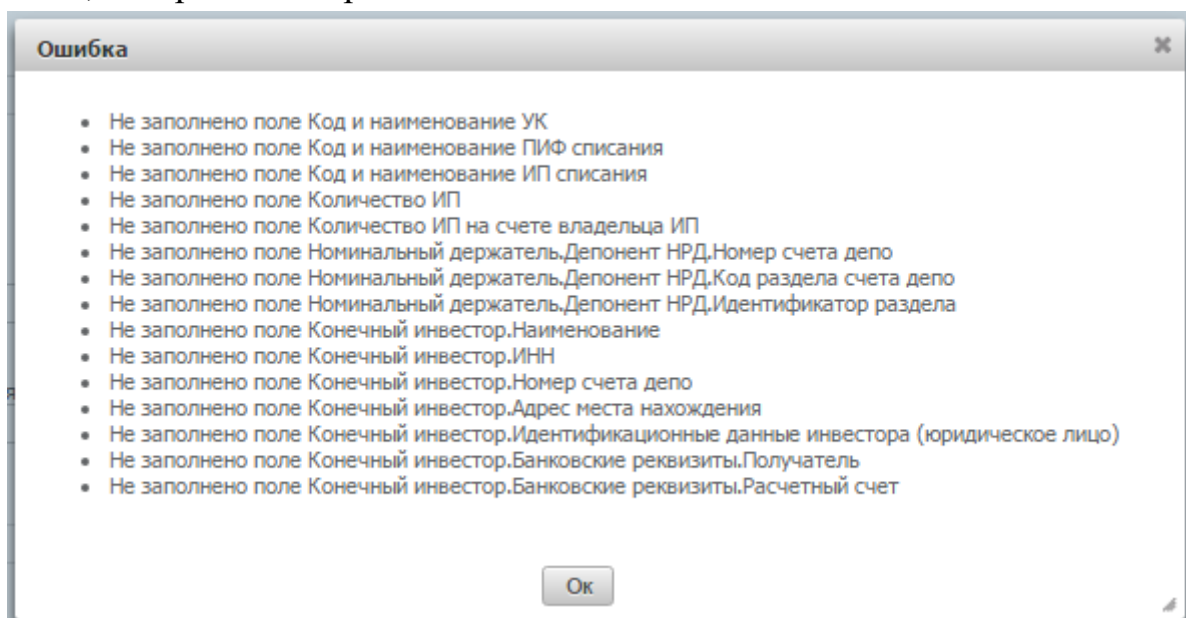 Ошибка
• Не заполнено поле Код и наименование УК
• Не заполнено поле Код и наименование ПИФ списания
• Не заполнено поле Код и наименование ИП списания
• Не заполнено поле Количество ИП
• Не заполнено поле Количество ИП на счете владельца ИП
• Не заполнено поле Номинальный держатель.Депонент НРД.Номер счета депо
• Не заполнено поле Номинальный держатель.Депонент НРД.Код раздела счета депо
• Не заполнено поле Номинальный держатель.Депонент НРД.Идентификатор раздела
• Не заполнено поле Конечный инвестор.Наименование
• Не заполнено поле Конечный инвестор.ИНН
• Не заполнено поле Конечный инвестор.Номер счета депо
• Не заполнено поле Конечный инвестор.Адрес места нахождения
• Не заполнено поле Конечный инвестор.Идентификационные данные инвестора (юридическое лицо)
• Не заполнено поле Конечный инвестор.Банковские реквизиты.Получатель
• Не заполнено поле Конечный инвестор.Банковские реквизиты.Расчетный счет
Ок